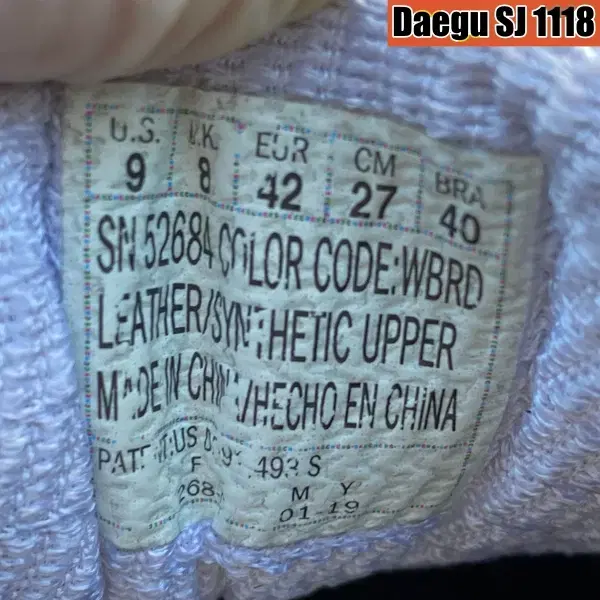 Daegu SJ 1118
U.S. U.K. EUR CM BRA
9 8 42 27 40
SN 52684 COLOR CODE:WBRD
LEATHER/SYNTHETIC UPPER
MADE IN CHINA/HECHO EN CHINA
S
F
M Y
01-19